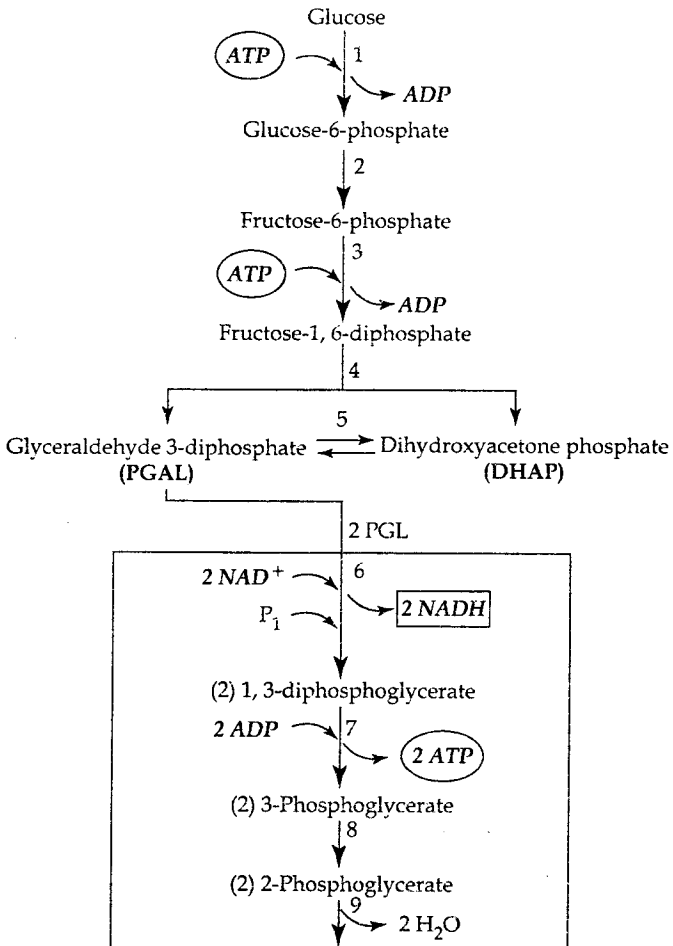 Glucose
ATP
1
ADP
Glucose-6-phosphate
2
Fructose-6-phosphate
3
ATP
ADP
Fructose-1, 6-diphosphate
4
5
Glyceraldehyde 3-diphosphate
(PGAL)
Dihydroxyacetone phosphate
(DHAP)
2 PGL
2 NAD+
6
2 NADH
Pi
(2) 1, 3-diphosphoglycerate
2 ADP
7
2 ATP
(2) 3-Phosphoglycerate
8
(2) 2-Phosphoglycerate
9
2 H2O